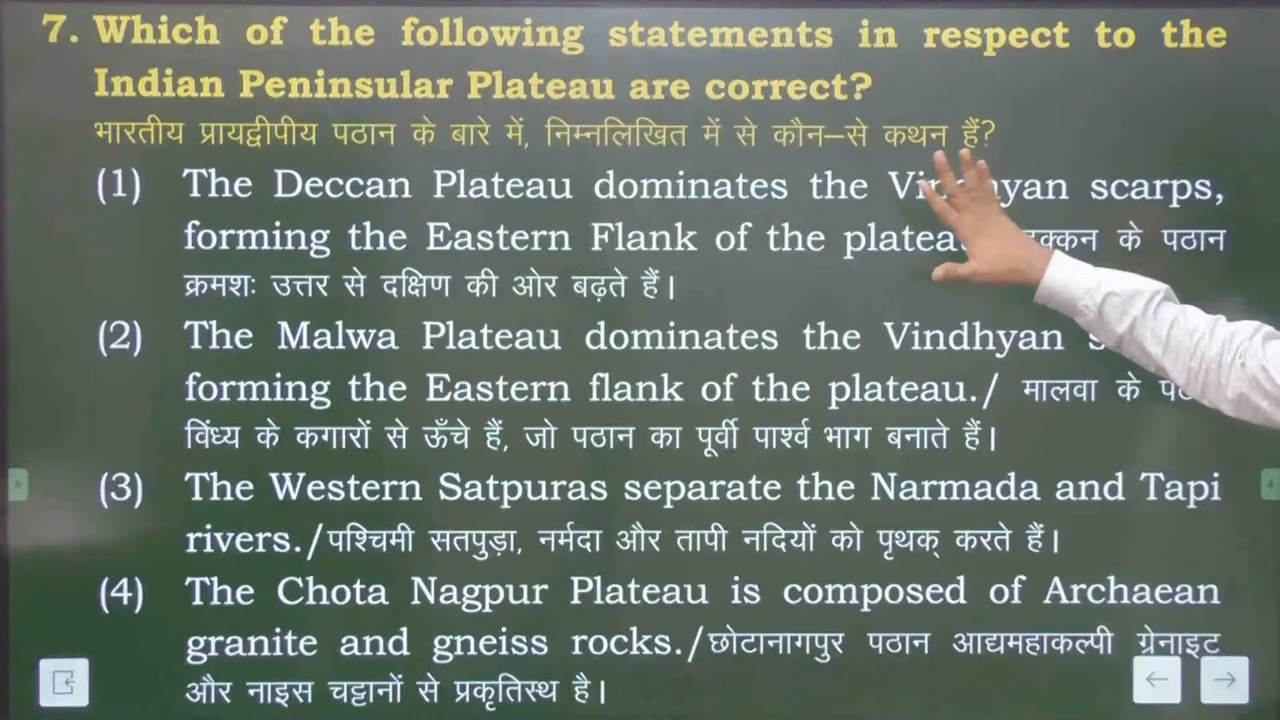 7. Which of the following statements in respect to the
Indian Peninsular Plateau are correct?
भारतीय प्रायद्वीपीय पठान के बारे में, निम्नलिखित में से कौन–से कथन हैं?
(1) The Deccan Plateau dominates the scarps,
forming the Eastern Flank of the के पठान
क्रमशः उत्तर से दक्षिण की ओर बढ़ते हैं।
(2) The Malwa Plateau dominates the Vindhyan
forming the Eastern flank of the plateau./ मालवा के
विंध्य के कगारों से ऊँचे हैं, जो पठान का पूर्वी पार्श्व भाग बनाते हैं।
(3) The Western Satpuras separate the Narmada and Tapi
rivers./पश्चिमी सतपुड़ा, नर्मदा और तापी नदियों को पृथक् करते हैं।
(4) The Chota Nagpur Plateau is composed of Archaean
granite and gneiss rocks./छोटानागपुर पठान आद्यमहाकल्पी ग्रेनाइट
और नाइस चट्टानों से प्रकृतिस्थ है।